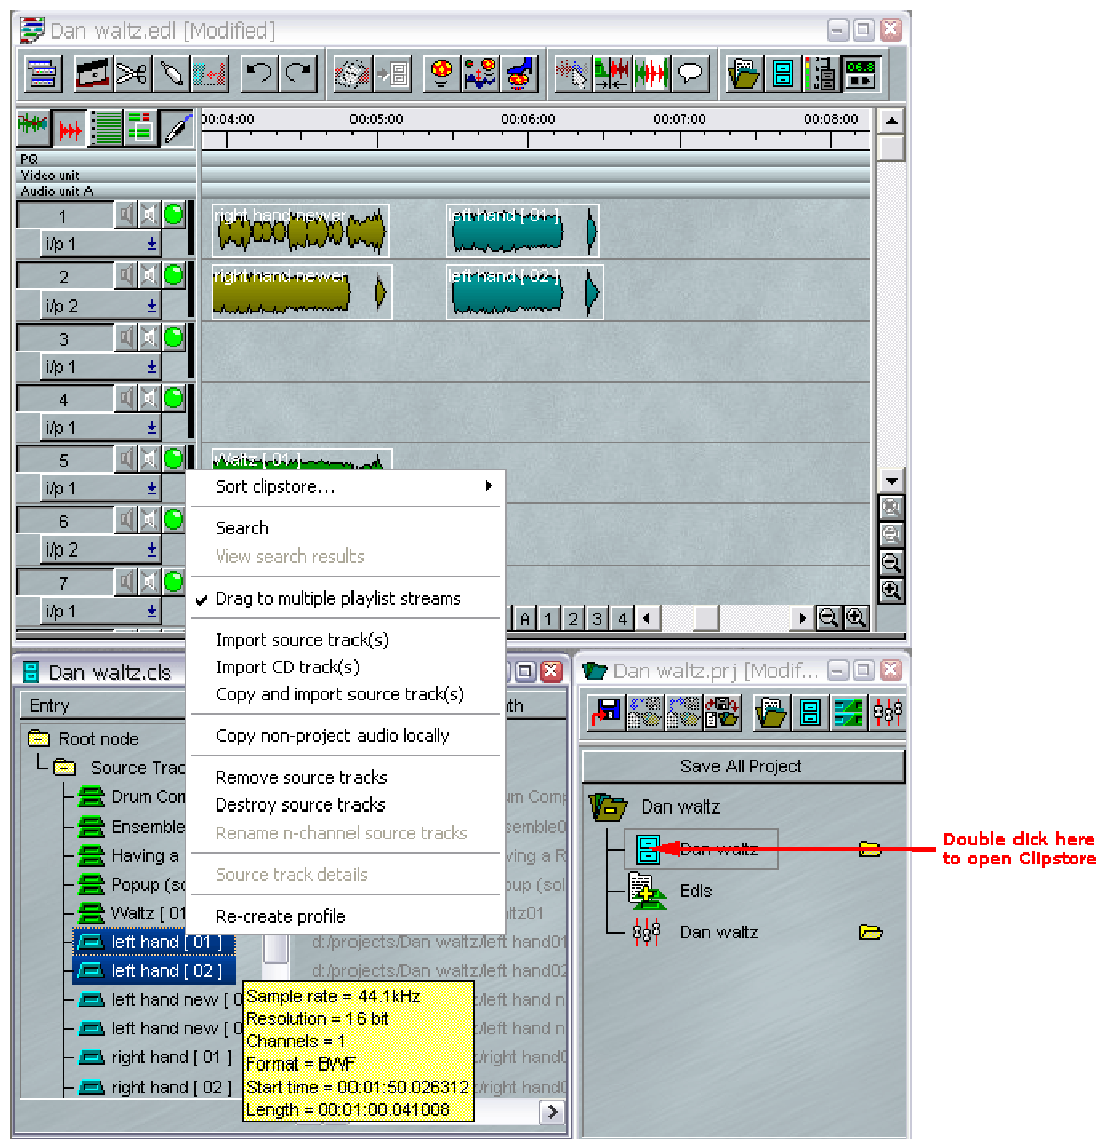 Dan waltz.edl [Modified]
00:04:00 00:05:00 00:06:00 00:07:00 00:08:00
PQ
Video unit
Audio unit A
1
right hand newer left hand [ 01 ]
i/p 1
2
right hand newer left hand [ 02 ]
i/p 2
3
i/p 1
4
i/p 1
5
Waltz [ 01 ]
i/p 1
6
i/p 2
7
i/p 1
A 1 2 3 4
Sort clipstore...
Search
View search results
Drag to multiple playlist streams
Import source track(s)
Import CD track(s)
Copy and import source track(s)
Copy non-project audio locally
Remove source tracks
Destroy source tracks
Rename n-channel source tracks
Source track details
Re-create profile
Dan waltz.cls
Entry
Root node
Source Trac
Drum Con
Ensemble
Having a
Popup (so
Waltz [ 01
left hand [ 01 ] d:/projects/Dan waltz/left hand01
left hand [ 02 ] d:/projects/Dan waltz/left hand02
left hand new [ 0
left hand new [ 0
right hand [ 01 ]
right hand [ 02 ]
Sample rate = 44.1kHz
Resolution = 16 bit
Channels = 1
Format = BWF
Start time = 00:01:50.026312
Length = 00:01:00.041008
Dan waltz.prj [Modif...
Save All Project
Dan waltz
Dan waltz
Edls
Dan waltz
Double click here
to open Clipstore